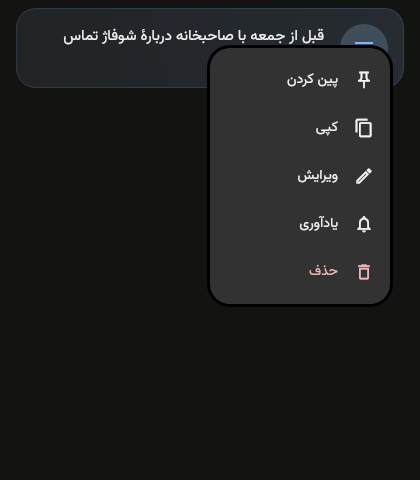 قبل از جمعه با صاحبخانه دربارهٔ شوفاژ تماس
پین کردن
کپی
ویرایش
یادآوری
حذف